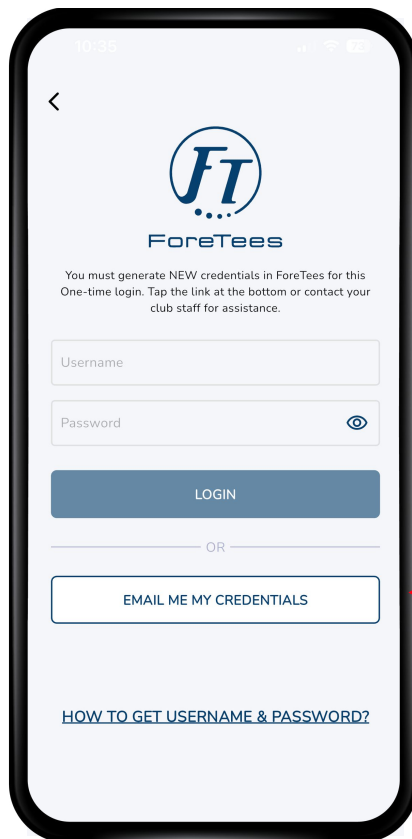 10:35
FT
ForeTees
You must generate NEW credentials in ForeTees for this
One-time login. Tap the link at the bottom or contact your
club staff for assistance.
Username
Password
LOGIN
OR
EMAIL ME MY CREDENTIALS
HOW TO GET USERNAME & PASSWORD?